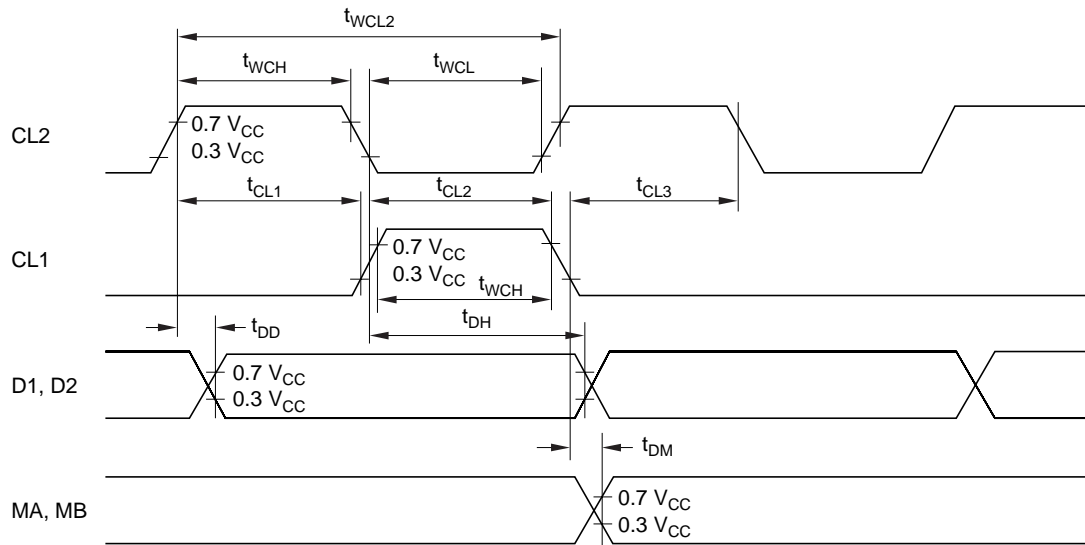 tWCL2
tWCH
tWCL
CL2
0.7 VCC
0.3 VCC
tCL1
tCL2
tCL3
CL1
0.7 VCC
0.3 VCC
tWCH
tDH
tDD
D1, D2
0.7 VCC
0.3 VCC
tDM
MA, MB
0.7 VCC
0.3 VCC